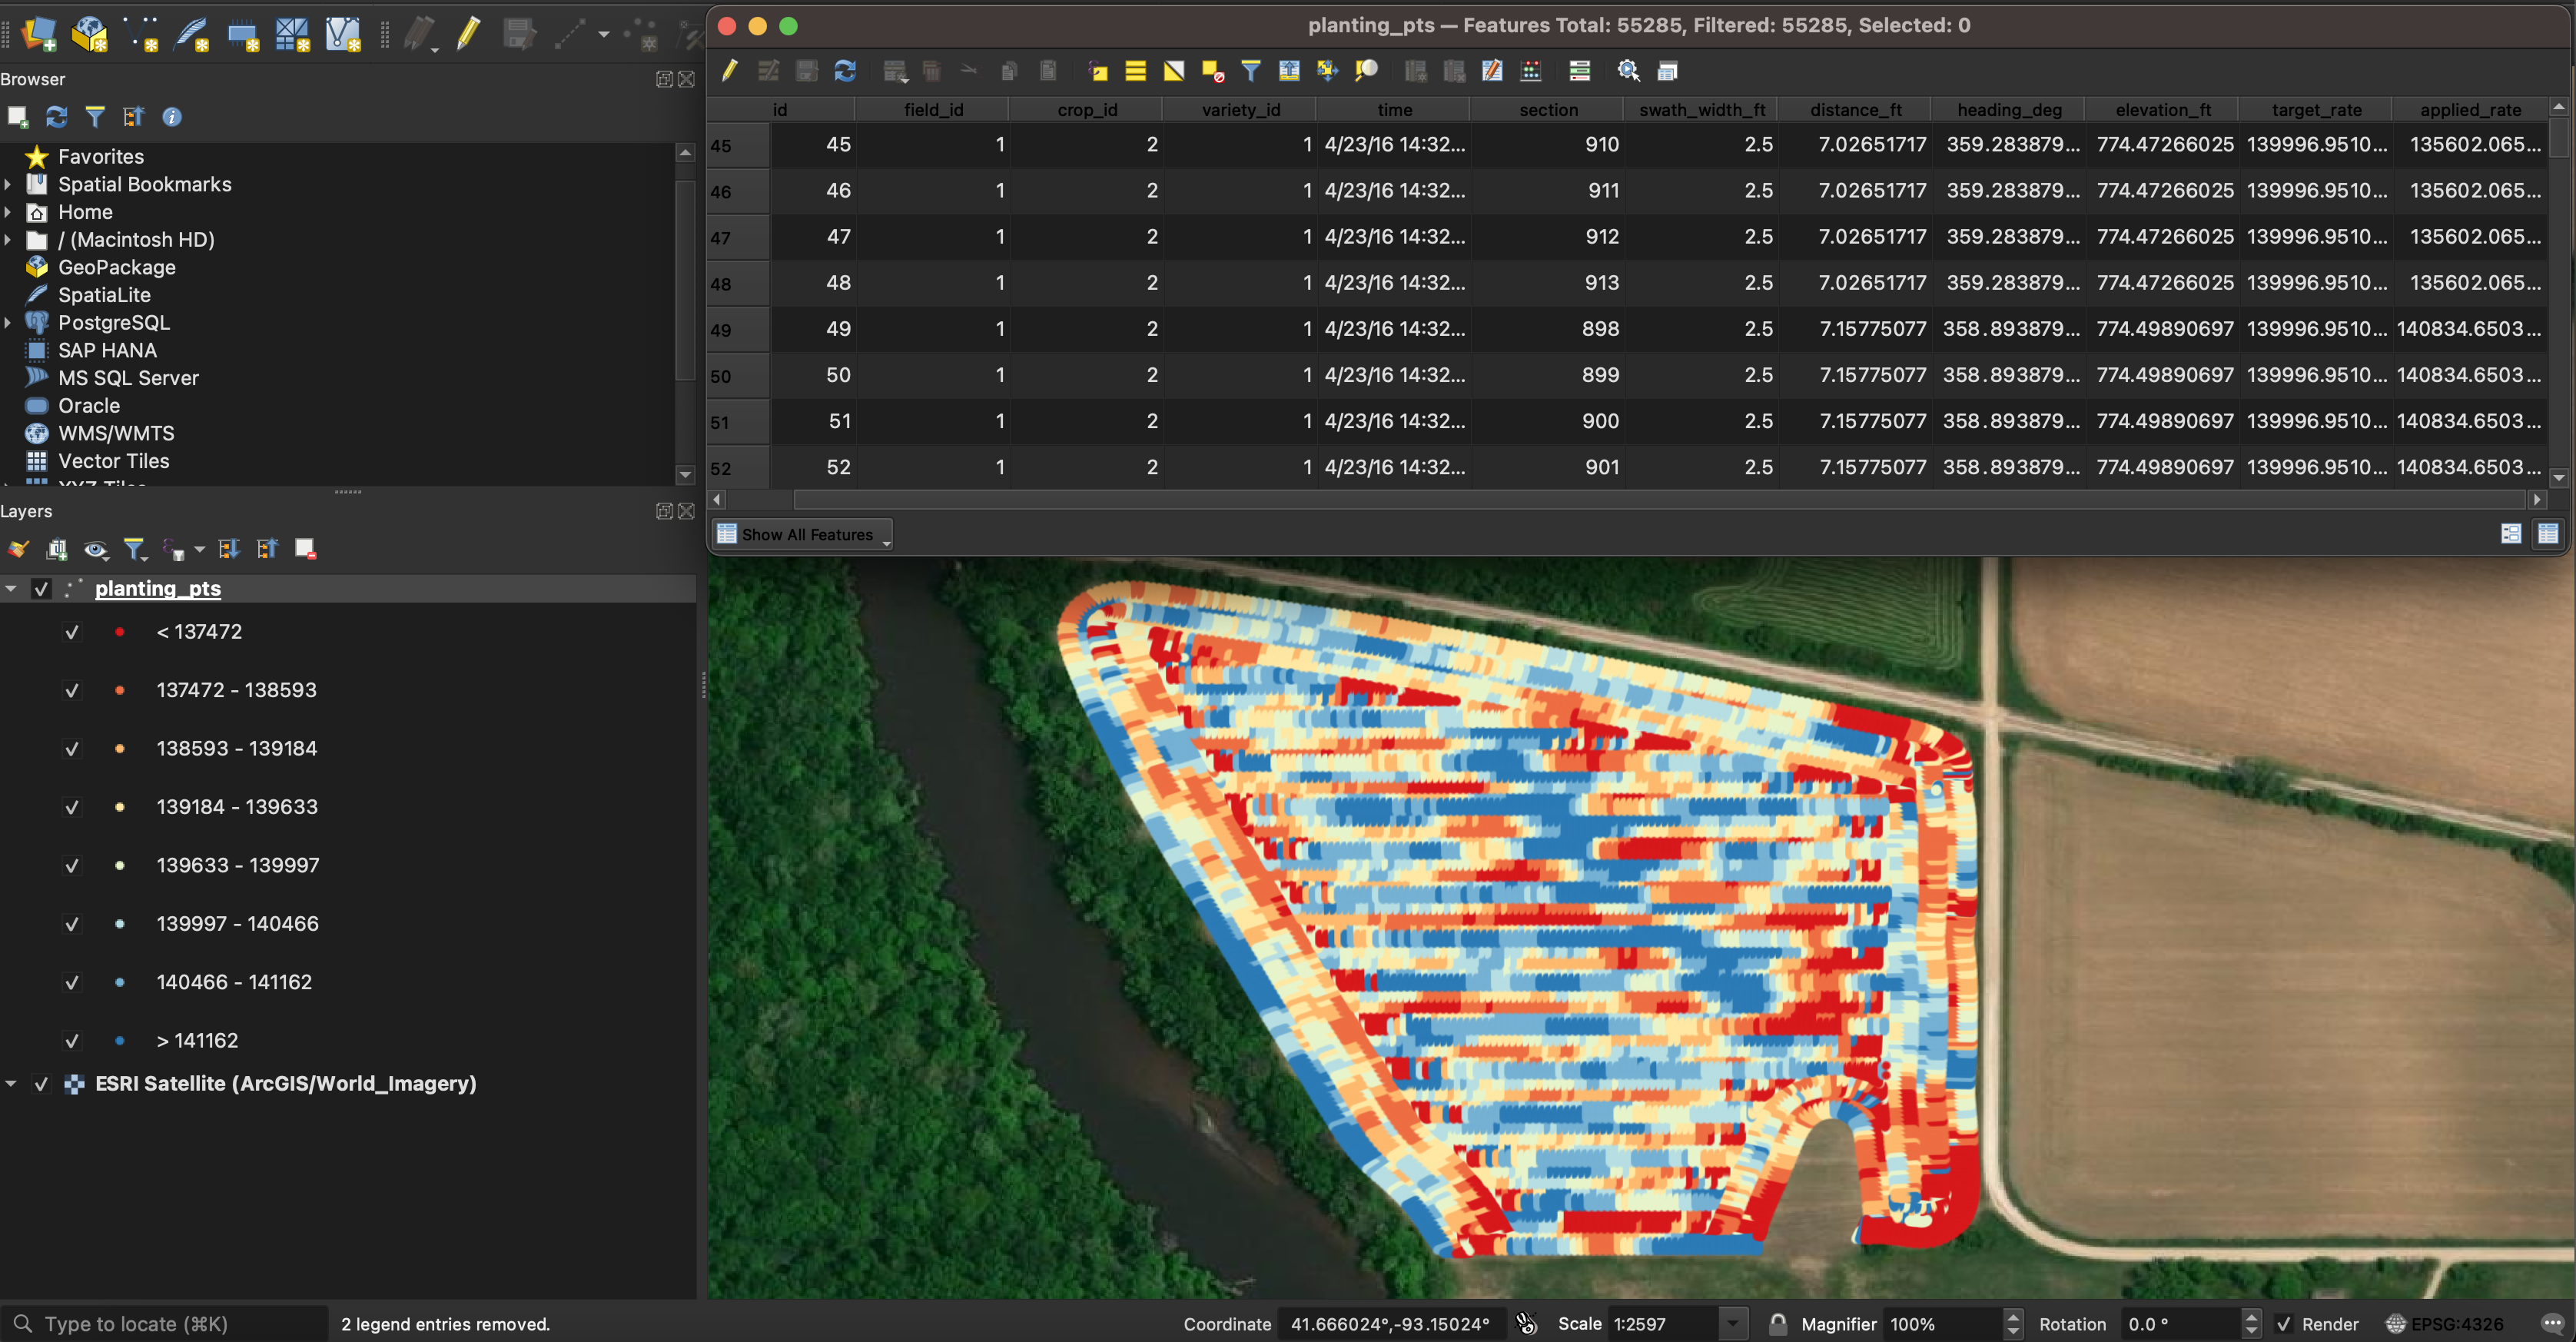 planting_pts — Features Total: 55285, Filtered: 55285, Selected: 0
Browser
Favorites
Spatial Bookmarks
Home
/ (Macintosh HD)
GeoPackage
SpatiaLite
PostgreSQL
SAP HANA
MS SQL Server
Oracle
WMS/WMTS
Vector Tiles
XYZ Tiles
id field_id crop_id variety_id time section swath_width_ft distance_ft heading_deg elevation_ft target_rate applied_rate
45 45 1 2 1 4/23/16 14:32... 910 2.5 7.02651717 359.283879... 774.47266025 139996.9510... 135602.065...
46 46 1 2 1 4/23/16 14:32... 911 2.5 7.02651717 359.283879... 774.47266025 139996.9510... 135602.065...
47 47 1 2 1 4/23/16 14:32... 912 2.5 7.02651717 359.283879... 774.47266025 139996.9510... 135602.065...
48 48 1 2 1 4/23/16 14:32... 913 2.5 7.02651717 359.283879... 774.47266025 139996.9510... 135602.065...
49 49 1 2 1 4/23/16 14:32... 898 2.5 7.15775077 358.893879... 774.49890697 139996.9510... 140834.6503...
50 50 1 2 1 4/23/16 14:32... 899 2.5 7.15775077 358.893879... 774.49890697 139996.9510... 140834.6503...
51 51 1 2 1 4/23/16 14:32... 900 2.5 7.15775077 358.893879... 774.49890697 139996.9510... 140834.6503...
52 52 1 2 1 4/23/16 14:32... 901 2.5 7.15775077 358.893879... 774.49890697 139996.9510... 140834.6503...
Show All Features
Layers
planting_pts
< 137472
137472 - 138593
138593 - 139184
139184 - 139633
139633 - 139997
139997 - 140466
140466 - 141162
> 141162
ESRI Satellite (ArcGIS/World_Imagery)
Type to locate (⌘K) 2 legend entries removed. Coordinate 41.666024°,-93.15024° Scale 1:2597 Magnifier 100% Rotation 0.0 ° Render EPSG:4326